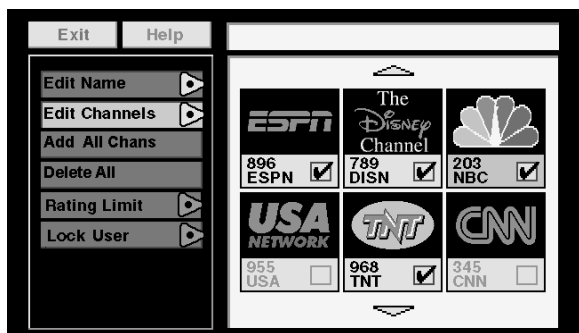 Exit
Help
Edit Name
Edit Channels
Add All Chans
Delete All
Rating Limit
Lock User
ESPN
The
Disney
Channel
896
ESPN
789
DISN
203
NBC
USA
NETWORK
TNT
CNN
955
USA
968
TNT
345
CNN